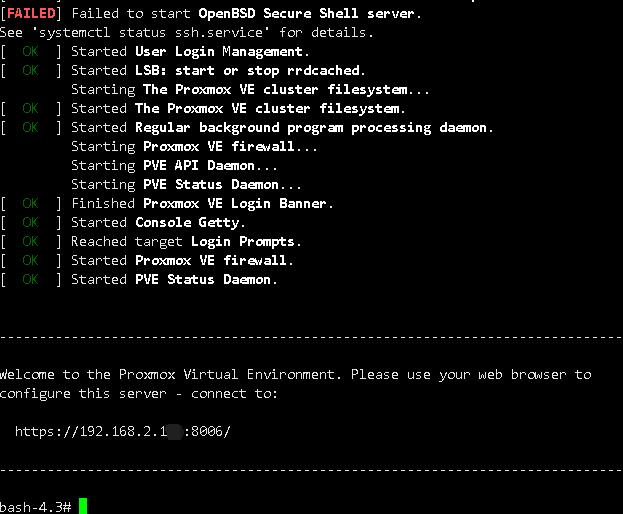 [FAILED] Failed to start OpenBSD Secure Shell server.
See 'systemctl status ssh.service' for details.
[  OK  ] Started User Login Management.
[  OK  ] Started LSB: start or stop rrdcached.
         Starting The Proxmox VE cluster filesystem...
[  OK  ] Started The Proxmox VE cluster filesystem.
[  OK  ] Started Regular background program processing daemon.
         Starting Proxmox VE firewall...
         Starting PVE API Daemon...
         Starting PVE Status Daemon...
[  OK  ] Finished Proxmox VE Login Banner.
[  OK  ] Started Console Getty.
[  OK  ] Reached target Login Prompts.
[  OK  ] Started Proxmox VE firewall.
[  OK  ] Started PVE Status Daemon.
------------------------------------------------------------------------------
Welcome to the Proxmox Virtual Environment. Please use your web browser to
configure this server - connect to:
  https://192.168.2.1  :8006/
------------------------------------------------------------------------------
bash-4.3#